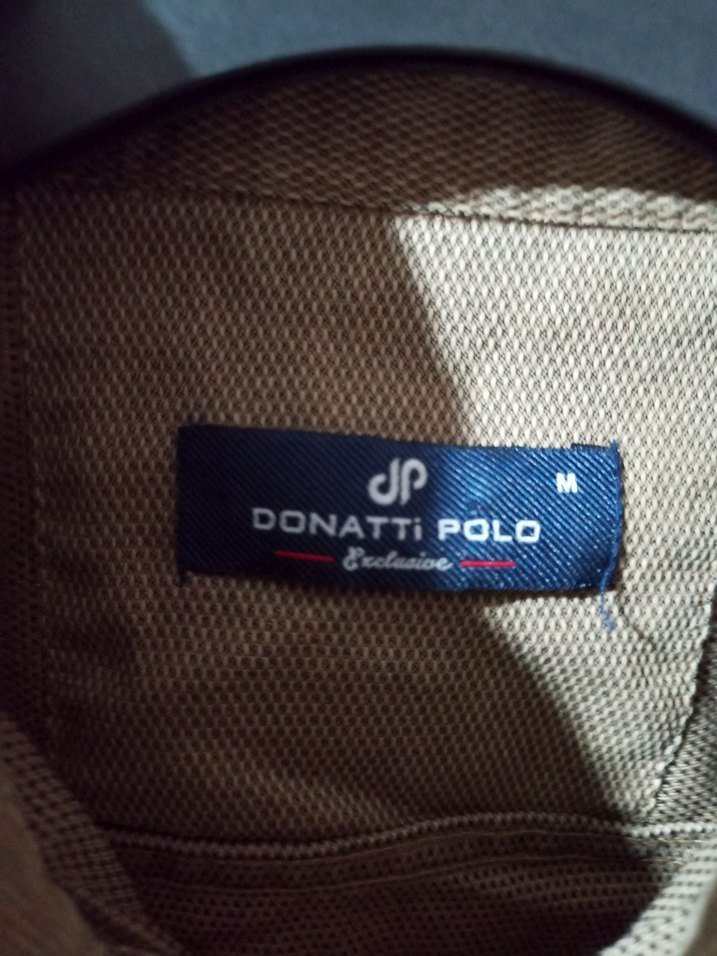 dP
M
DONATTi POLO
Exclusive